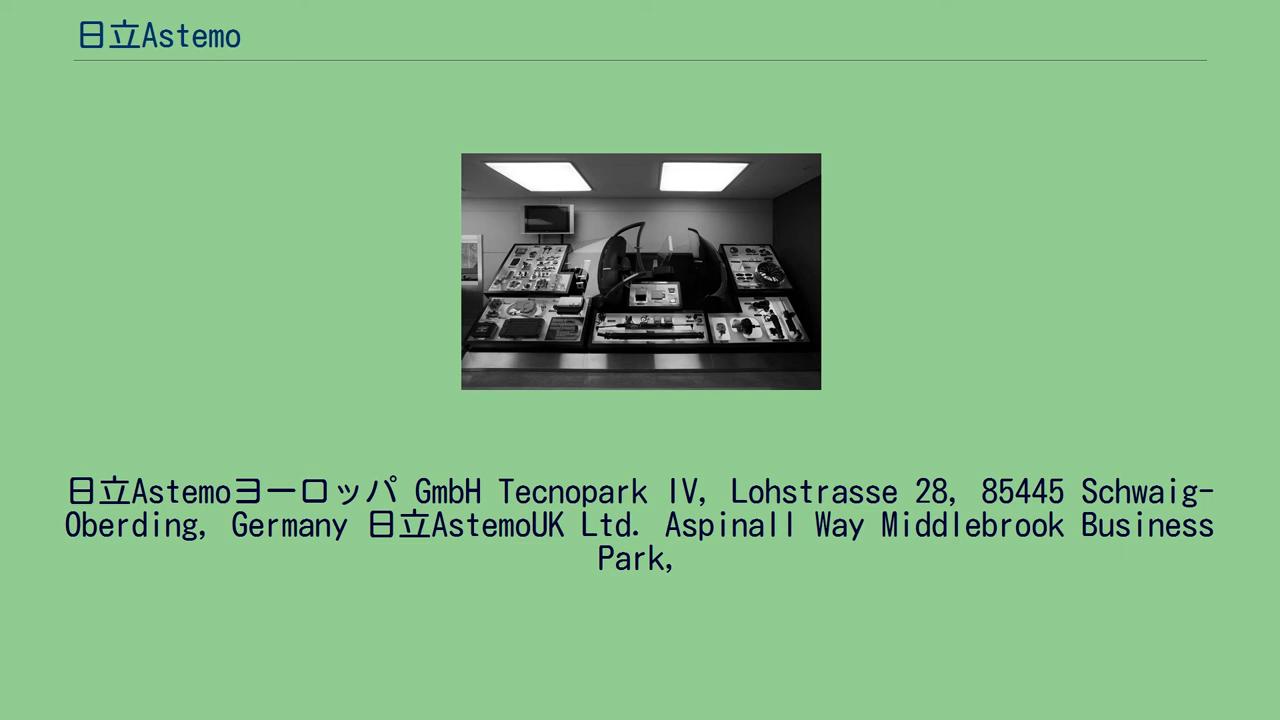 日立Astemo
日立Astemoヨーロッパ GmbH Tecnopark IV, Lohstrasse 28, 85445 Schwaig-
Oberding, Germany 日立AstemoUK Ltd. Aspinall Way Middlebrook Business
Park,